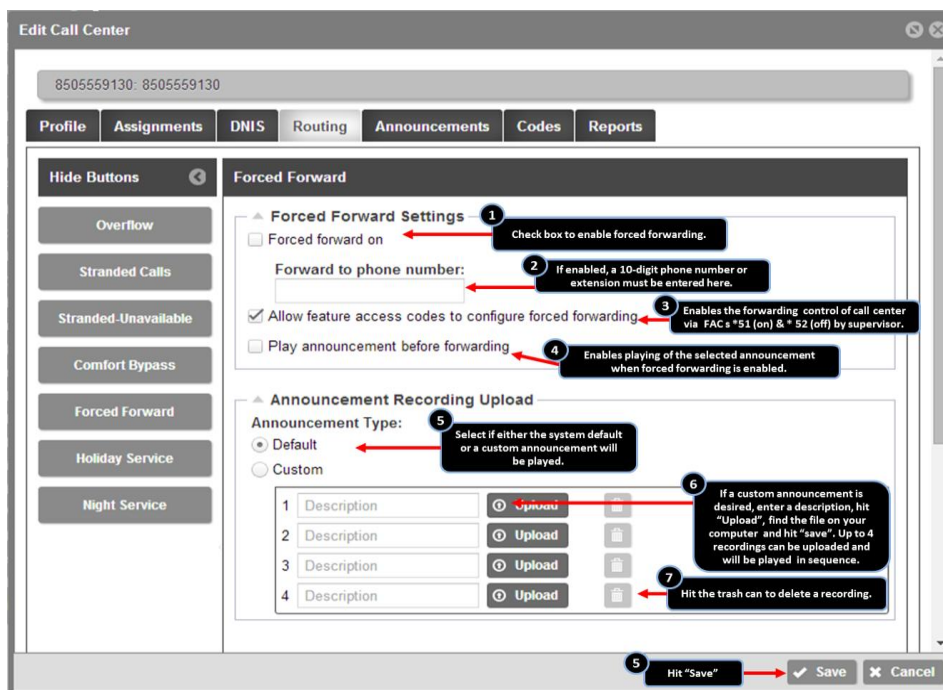 Edit Call Center
8505559130: 8505559130
Profile Assignments DNIS Routing Announcements Codes Reports
Hide Buttons
Overflow
Stranded Calls
Stranded-Unavailable
Comfort Bypass
Forced Forward
Holiday Service
Night Service
Forced Forward
Forced Forward Settings
1
Check box to enable forced forwarding.
Forced forward on
Forward to phone number:
2
If enabled, a 10-digit phone number or
extension must be entered here.
Allow feature access codes to configure forced forwarding
3
Enables the forwarding control of call center
via FAC s *51 (on) & * 52 (off) by supervisor.
Play announcement before forwarding
4
Enables playing of the selected announcement
when forced forwarding is enabled.
Announcement Recording Upload
Announcement Type:
5
Select if either the system default
or a custom announcement will
be played.
Default
Custom
1 Description Upload
2 Description Upload
3 Description Upload
4 Description Upload
6
If a custom announcement is
desired, enter a description, hit
"Upload", find the file on your
computer and hit "save". Up to 4
recordings can be uploaded and
will be played in sequence.
7
Hit the trash can to delete a recording.
5
Hit "Save"
Save Cancel